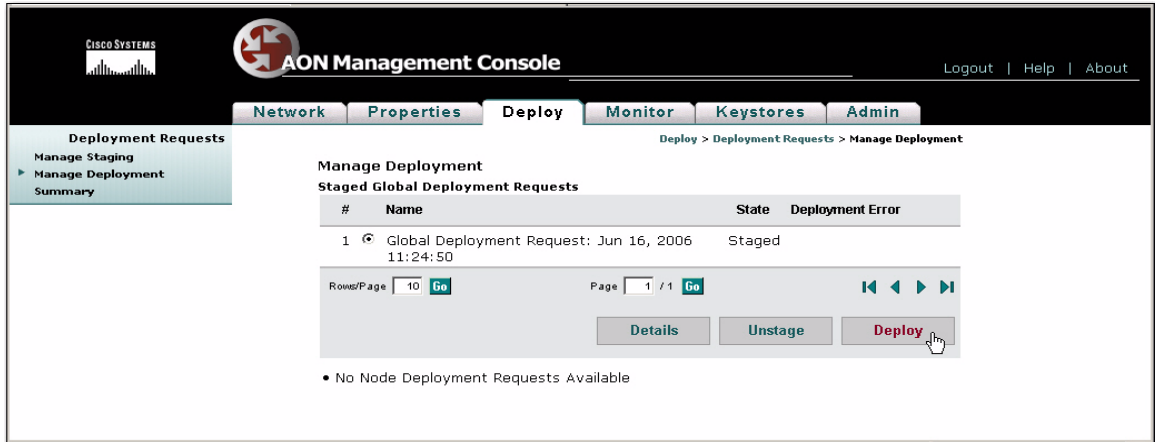 CISCO SYSTEMS
AON Management Console
Logout | Help | About
Network Properties Deploy Monitor Keystores Admin
Deployment Requests
Manage Staging
Manage Deployment
Summary
Deploy > Deployment Requests > Manage Deployment
Manage Deployment
Staged Global Deployment Requests
# Name State Deployment Error
1 Global Deployment Request: Jun 16, 2006 Staged
11:24:50
Rows/Page 10 Go Page 1 / 1 Go
Details Unstage Deploy
• No Node Deployment Requests Available